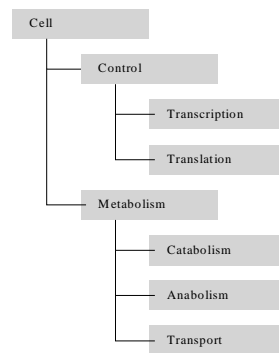 Cell
Control
Transcription
Translation
Metabolism
Catabolism
Anabolism
Transport